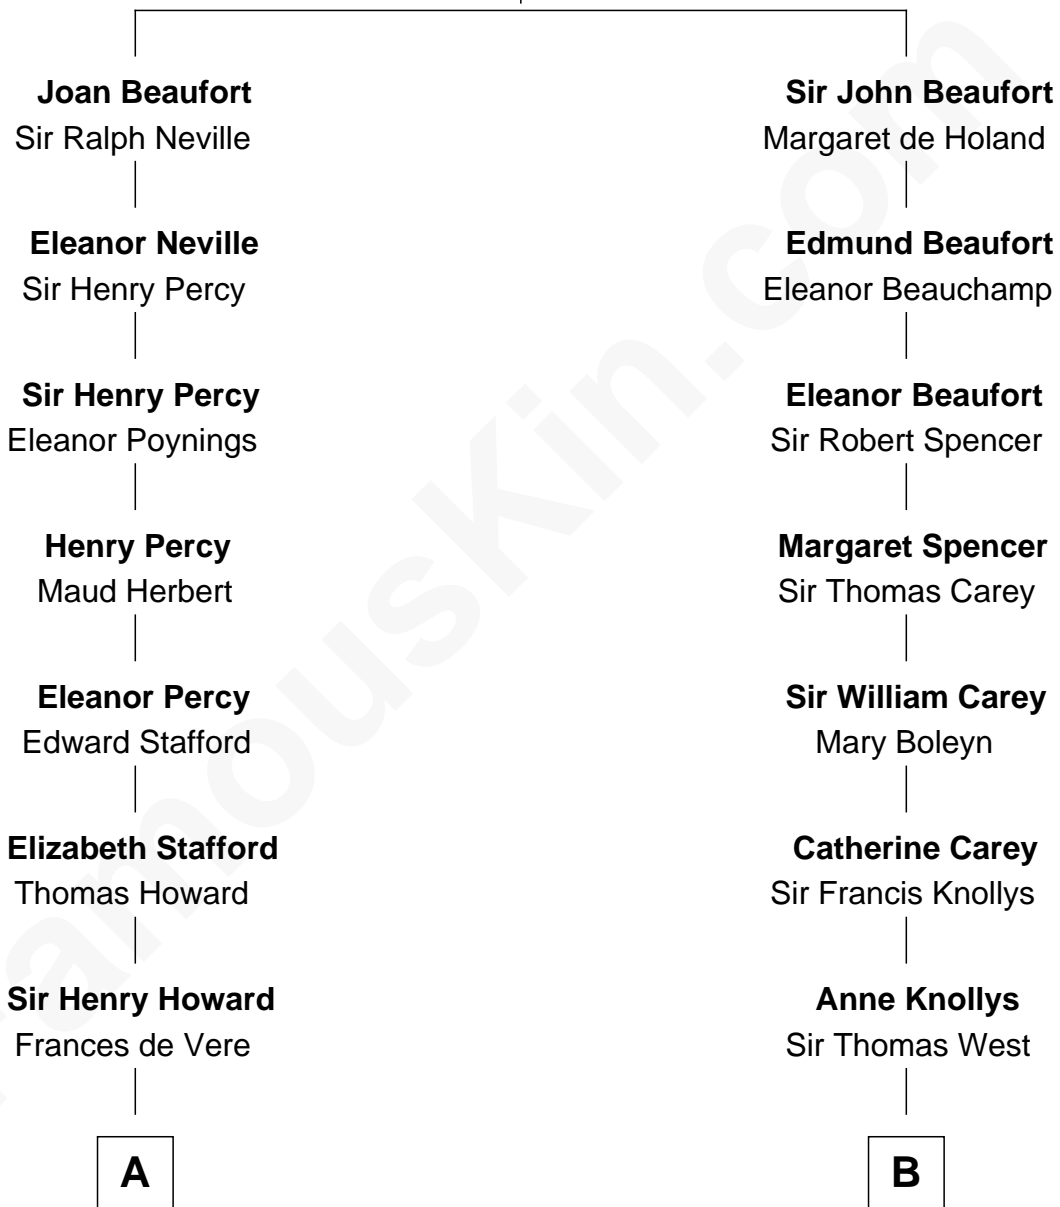 Joan Beaufort
Sir Ralph Neville
Eleanor Neville
Sir Henry Percy
Sir Henry Percy
Eleanor Poynings
Henry Percy
Maud Herbert
Eleanor Percy
Edward Stafford
Elizabeth Stafford
Thomas Howard
Sir Henry Howard
Frances de Vere
A
Sir John Beaufort
Margaret de Holand
Edmund Beaufort
Eleanor Beauchamp
Eleanor Beaufort
Sir Robert Spencer
Margaret Spencer
Sir Thomas Carey
Sir William Carey
Mary Boleyn
Catherine Carey
Sir Francis Knollys
Anne Knollys
Sir Thomas West
B
FamousKin.com